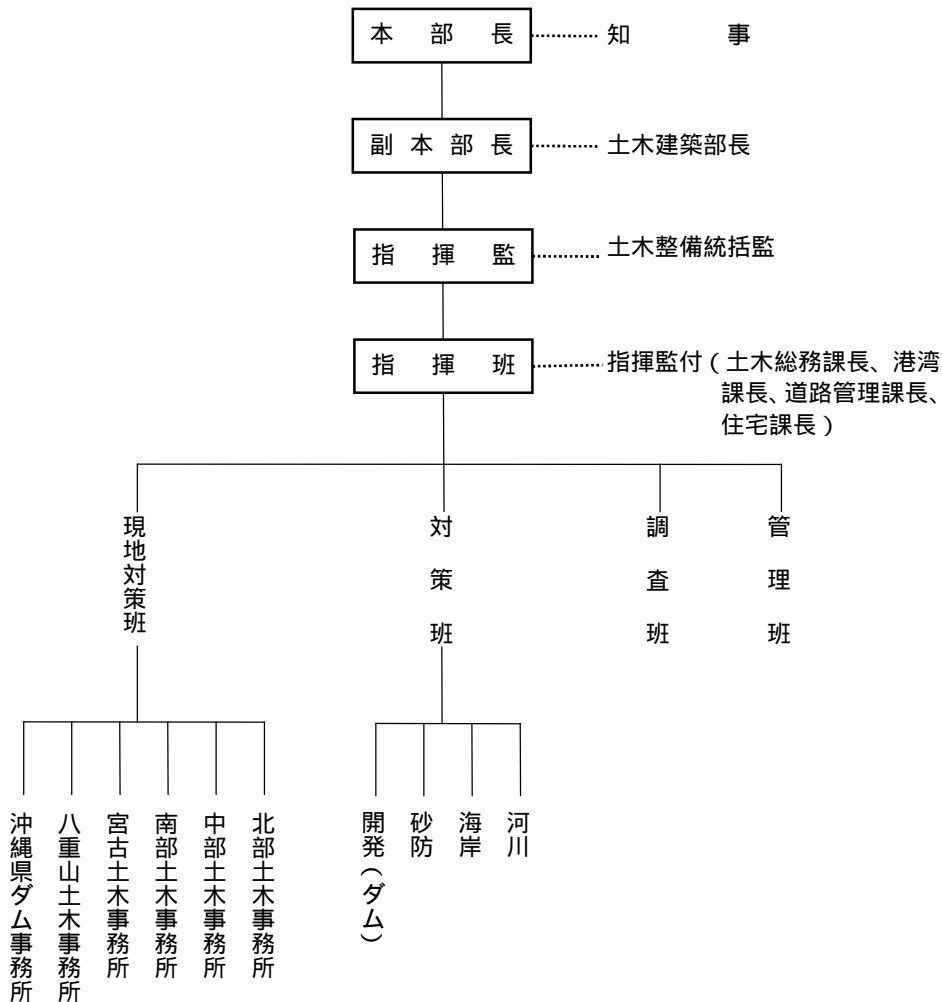 本部長
知事
副本部長
土木建築部長
指揮監
土木整備統括監
指揮班
指揮監付（土木総務課長、港湾
課長、道路管理課長、
住宅課長）
管理班
調査班
対策班
現地対策班
河川
海岸
砂防
開発（ダム）
北部土木事務所
中部土木事務所
南部土木事務所
宮古土木事務所
八重山土木事務所
沖縄県ダム事務所